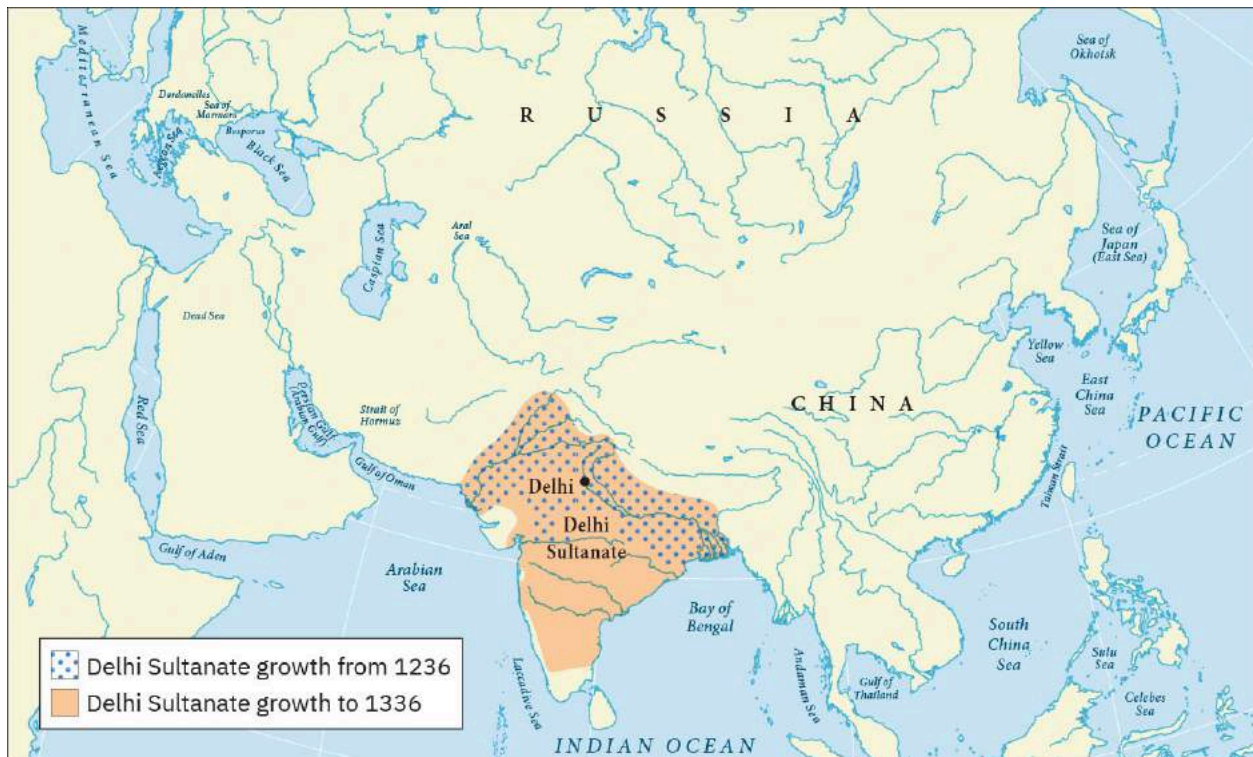 Mediterranean Sea
Dardanelles
Sea of
Marmara
Bosporus
Aegean Sea
Black Sea
RUSSIA
Sea of
Okhotsk
Caspian Sea
Aral
Sea
Sea of
Japan
(East Sea)
Dead Sea
Yellow
Sea
East
China
Sea
PACIFIC
OCEAN
CHINA
Red Sea
Persian Gulf
(Arabian Gulf)
Strait of
Hormuz
Gulf of Oman
Taiwan Strait
Delhi
Delhi
Sultanate
Gulf of Aden
Arabian
Sea
Bay of
Bengal
South
China
Sea
Sulu
Sea
Celebes
Sea
Andaman Sea
Gulf of
Thailand
Laccadive Sea
INDIAN OCEAN
Delhi Sultanate growth from 1236
Delhi Sultanate growth to 1336